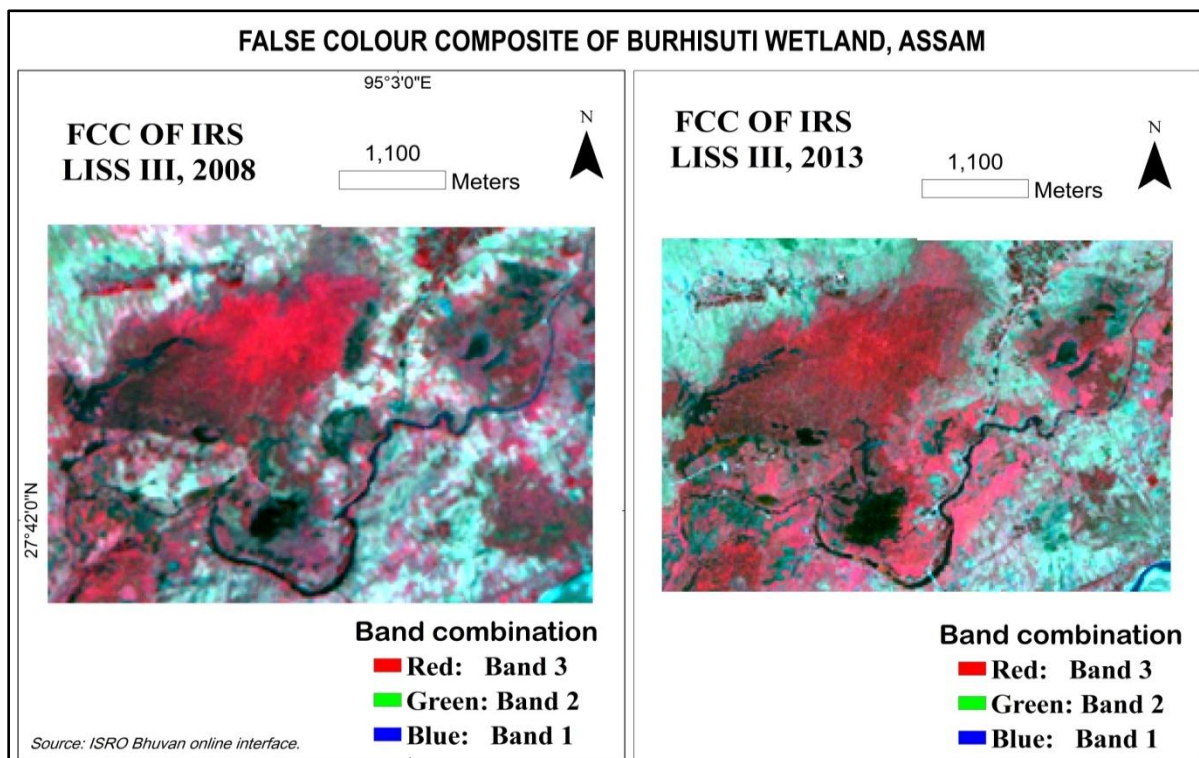 FALSE COLOUR COMPOSITE OF BURHISUTI WETLAND, ASSAM
95°3'0"E
FCC OF IRS
LISS III, 2008
1,100
Meters
N
27°42'0"N
Band combination
Red: Band 3
Green: Band 2
Blue: Band 1
Source: ISRO Bhuvan online interface.
FCC OF IRS
LISS III, 2013
1,100
Meters
N
Band combination
Red: Band 3
Green: Band 2
Blue: Band 1